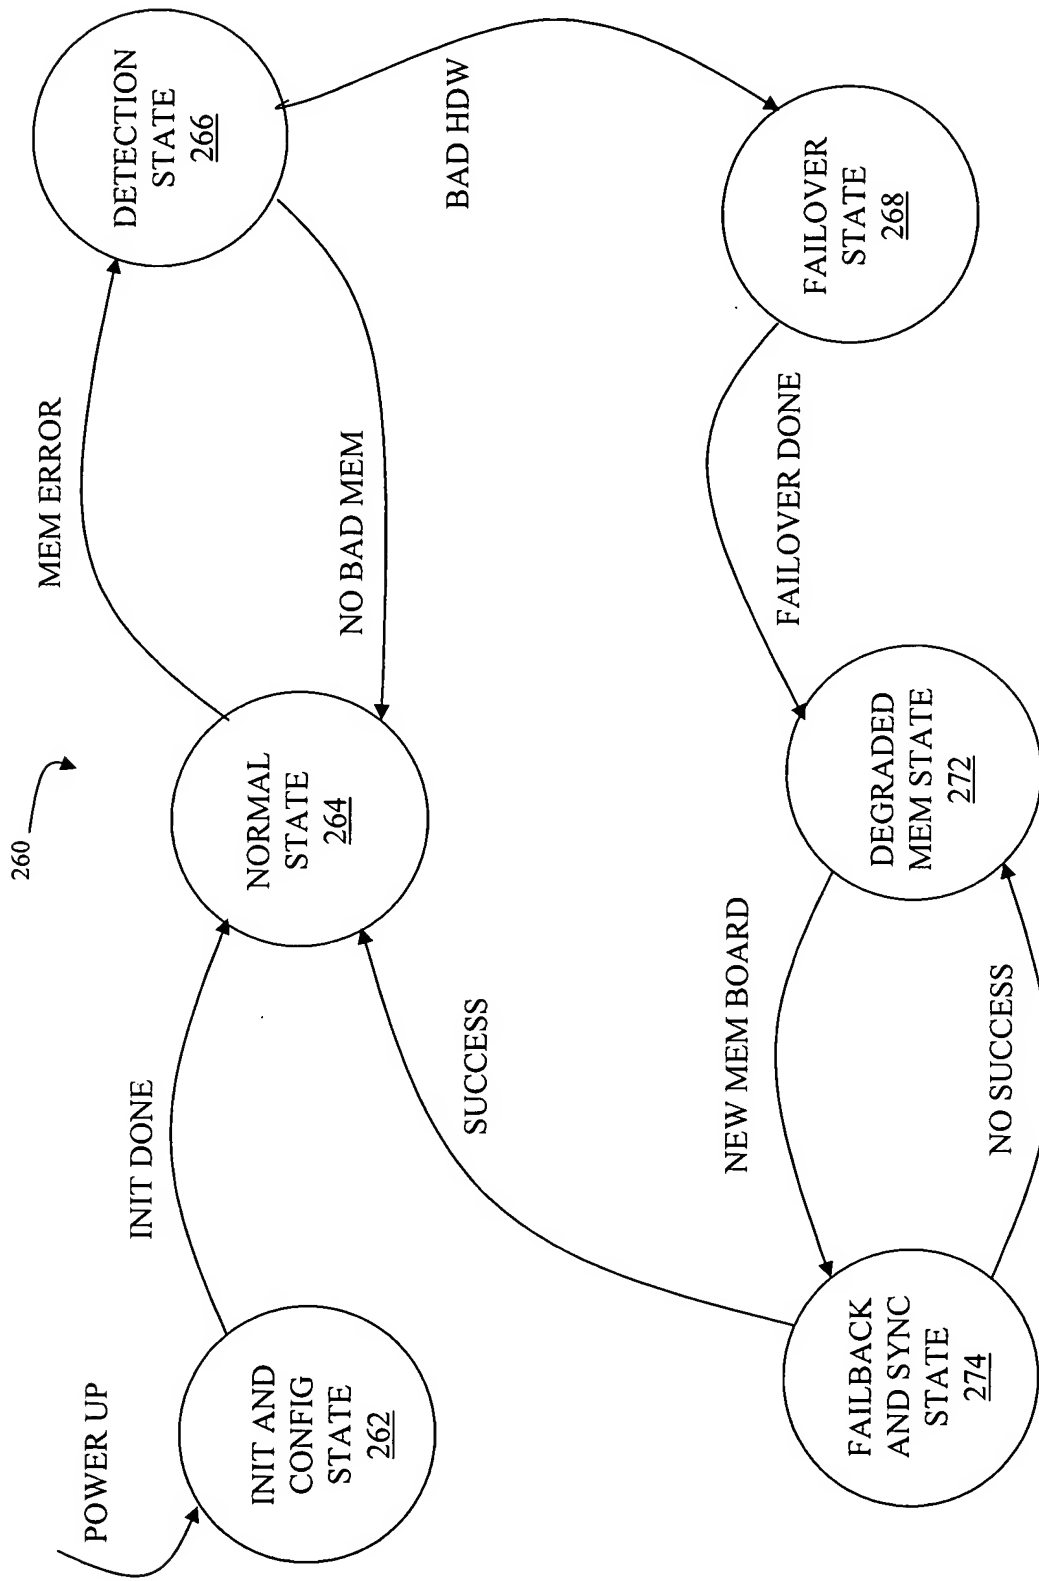 260
POWER UP
INIT AND
CONFIG
STATE
262
INIT DONE
NORMAL
STATE
264
MEM ERROR
DETECTION
STATE
266
NO BAD MEM
BAD HDW
FAILOVER
STATE
268
FAILOVER DONE
DEGRADED
MEM STATE
272
NEW MEM BOARD
NO SUCCESS
FAILBACK
AND SYNC
STATE
274
SUCCESS